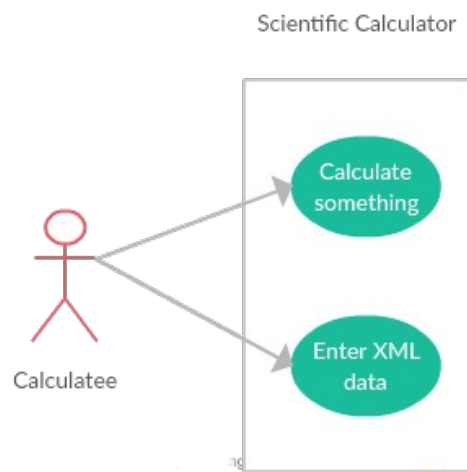 Scientific Calculator
Calculate
something
Calculatee
Enter XML
data